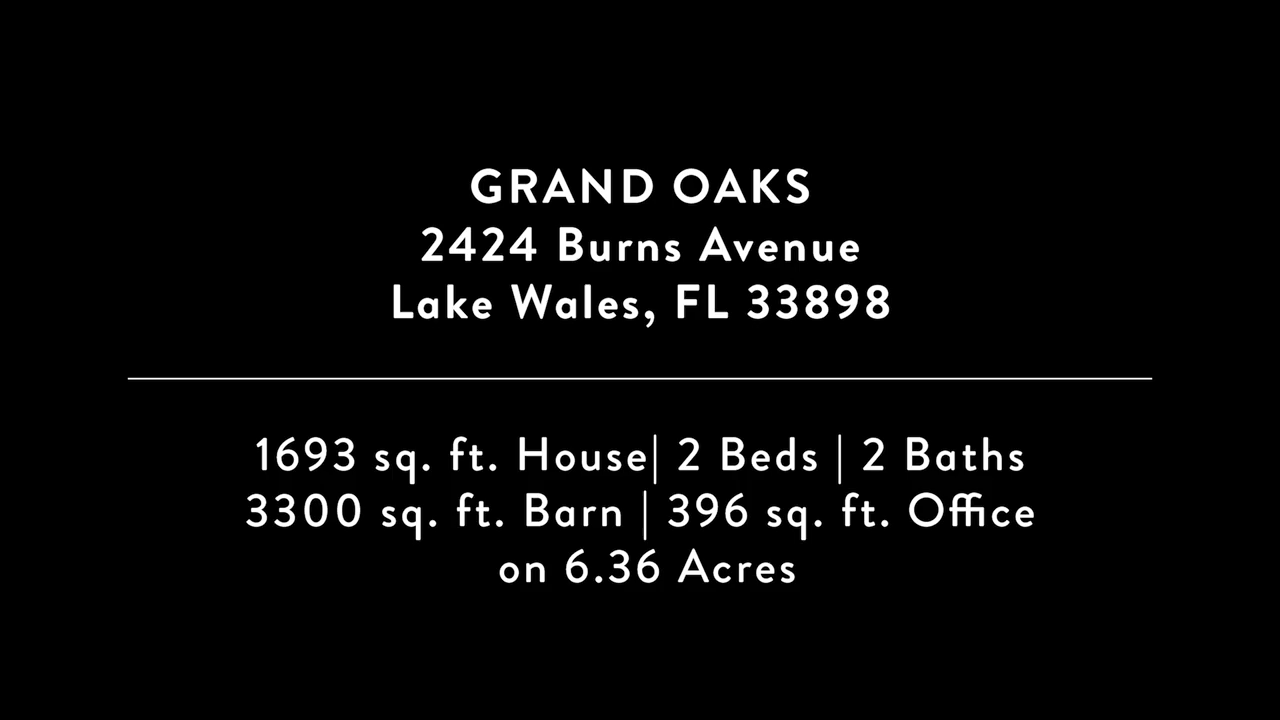 GRAND OAKS
2424 Burns Avenue
Lake Wales, FL 33898
1693 sq. ft. House| 2 Beds | 2 Baths
3300 sq. ft. Barn | 396 sq. ft. Office
on 6.36 Acres